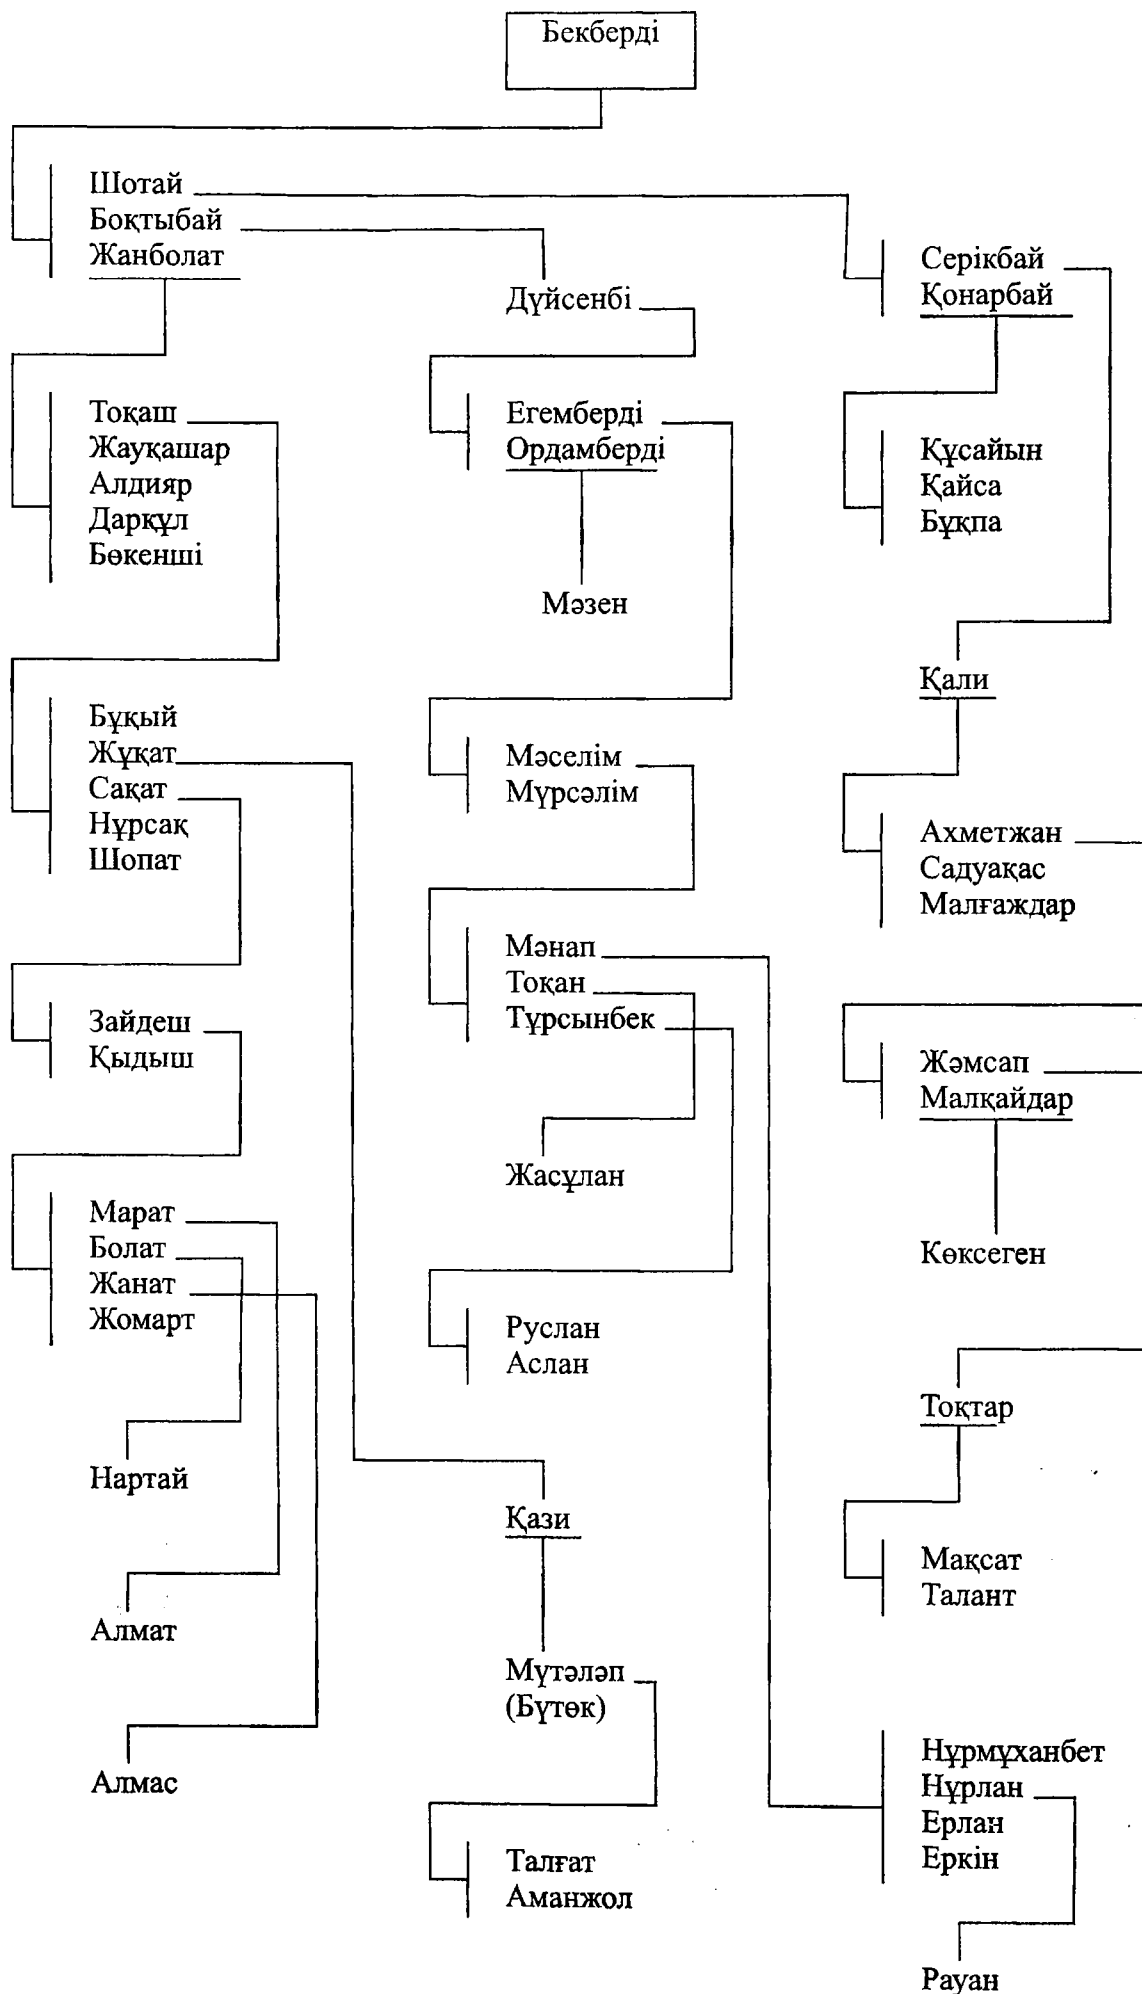 Бекберді
Шотай
Боқтыбай
Жанболат
Дүйсенбі
Серікбай
Қонарбай
Тоқаш
Жауқашар
Алдияр
Дарқұл
Бөкенші
Егемберді
Ордамберді
Құсайын
Қайса
Бұқпа
Мәзен
Қали
Бұқый
Жұқат
Сақат
Нұрсақ
Шопат
Мәселім
Мүрсәлім
Ахметжан
Садуақас
Малғаждар
Мәнап
Тоқан
Тұрсынбек
Зайдеш
Қыдыш
Жәмсап
Малқайдар
Жасұлан
Марат
Болат
Жанат
Жомарт
Көксеген
Руслан
Аслан
Тоқтар
Нартай
Қази
Мақсат
Талант
Алмат
Мүтәләп
(Бүтөк)
Алмас
Нұрмұханбет
Нұрлан
Ерлан
Еркін
Талғат
Аманжол
Рауан